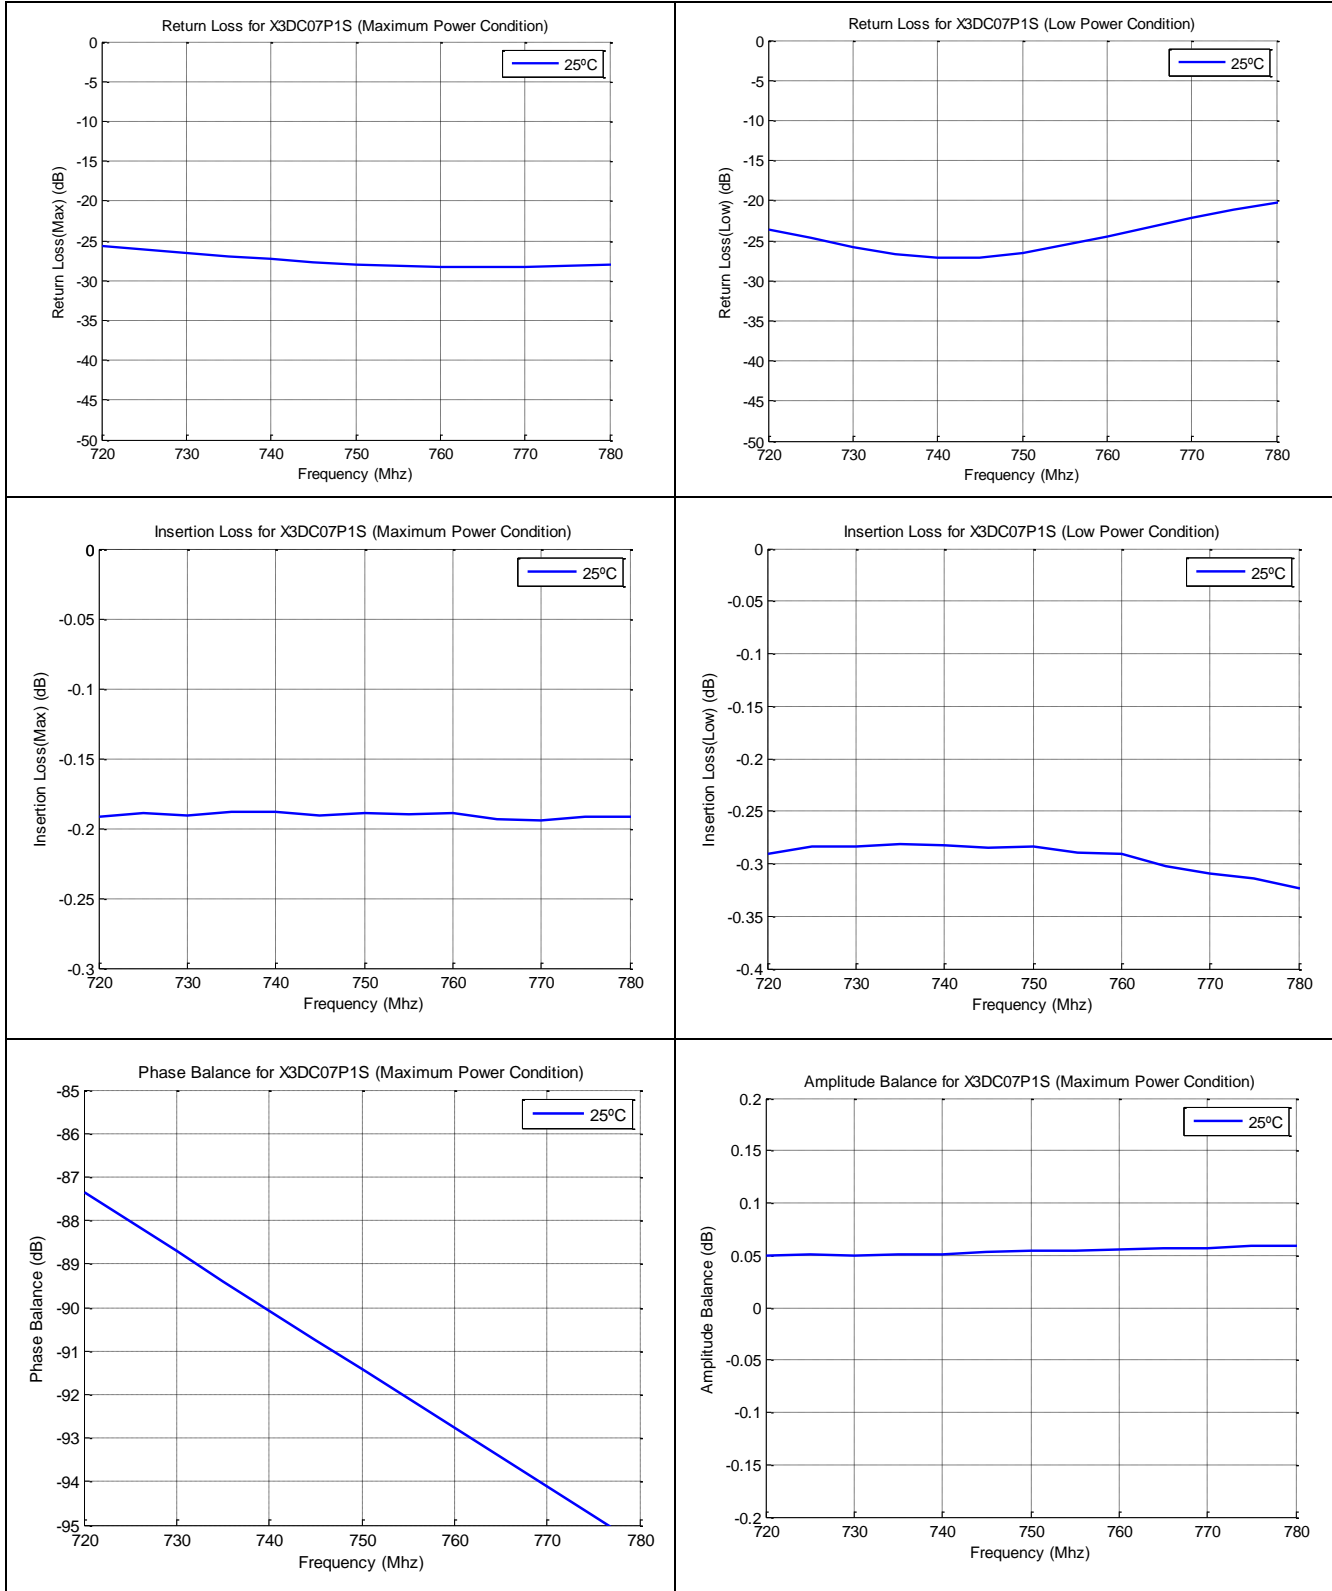 Return Loss for X3DC07P1S (Maximum Power Condition)
25ºC
0
-5
-10
-15
-20
-25
-30
-35
-40
-45
-50
Return Loss(Max) (dB)
720 730 740 750 760 770 780
Frequency (Mhz)
Return Loss for X3DC07P1S (Low Power Condition)
25ºC
0
-5
-10
-15
-20
-25
-30
-35
-40
-45
-50
Return Loss(Low) (dB)
720 730 740 750 760 770 780
Frequency (Mhz)
Insertion Loss for X3DC07P1S (Maximum Power Condition)
25ºC
0
-0.05
-0.1
-0.15
-0.2
-0.25
-0.3
Insertion Loss(Max) (dB)
720 730 740 750 760 770 780
Frequency (Mhz)
Insertion Loss for X3DC07P1S (Low Power Condition)
25ºC
0
-0.05
-0.1
-0.15
-0.2
-0.25
-0.3
-0.35
-0.4
Insertion Loss(Low) (dB)
720 730 740 750 760 770 780
Frequency (Mhz)
Phase Balance for X3DC07P1S (Maximum Power Condition)
25ºC
-85
-86
-87
-88
-89
-90
-91
-92
-93
-94
-95
Phase Balance (dB)
720 730 740 750 760 770 780
Frequency (Mhz)
Amplitude Balance for X3DC07P1S (Maximum Power Condition)
25ºC
0.2
0.15
0.1
0.05
0
-0.05
-0.1
-0.15
-0.2
Amplitude Balance (dB)
720 730 740 750 760 770 780
Frequency (Mhz)